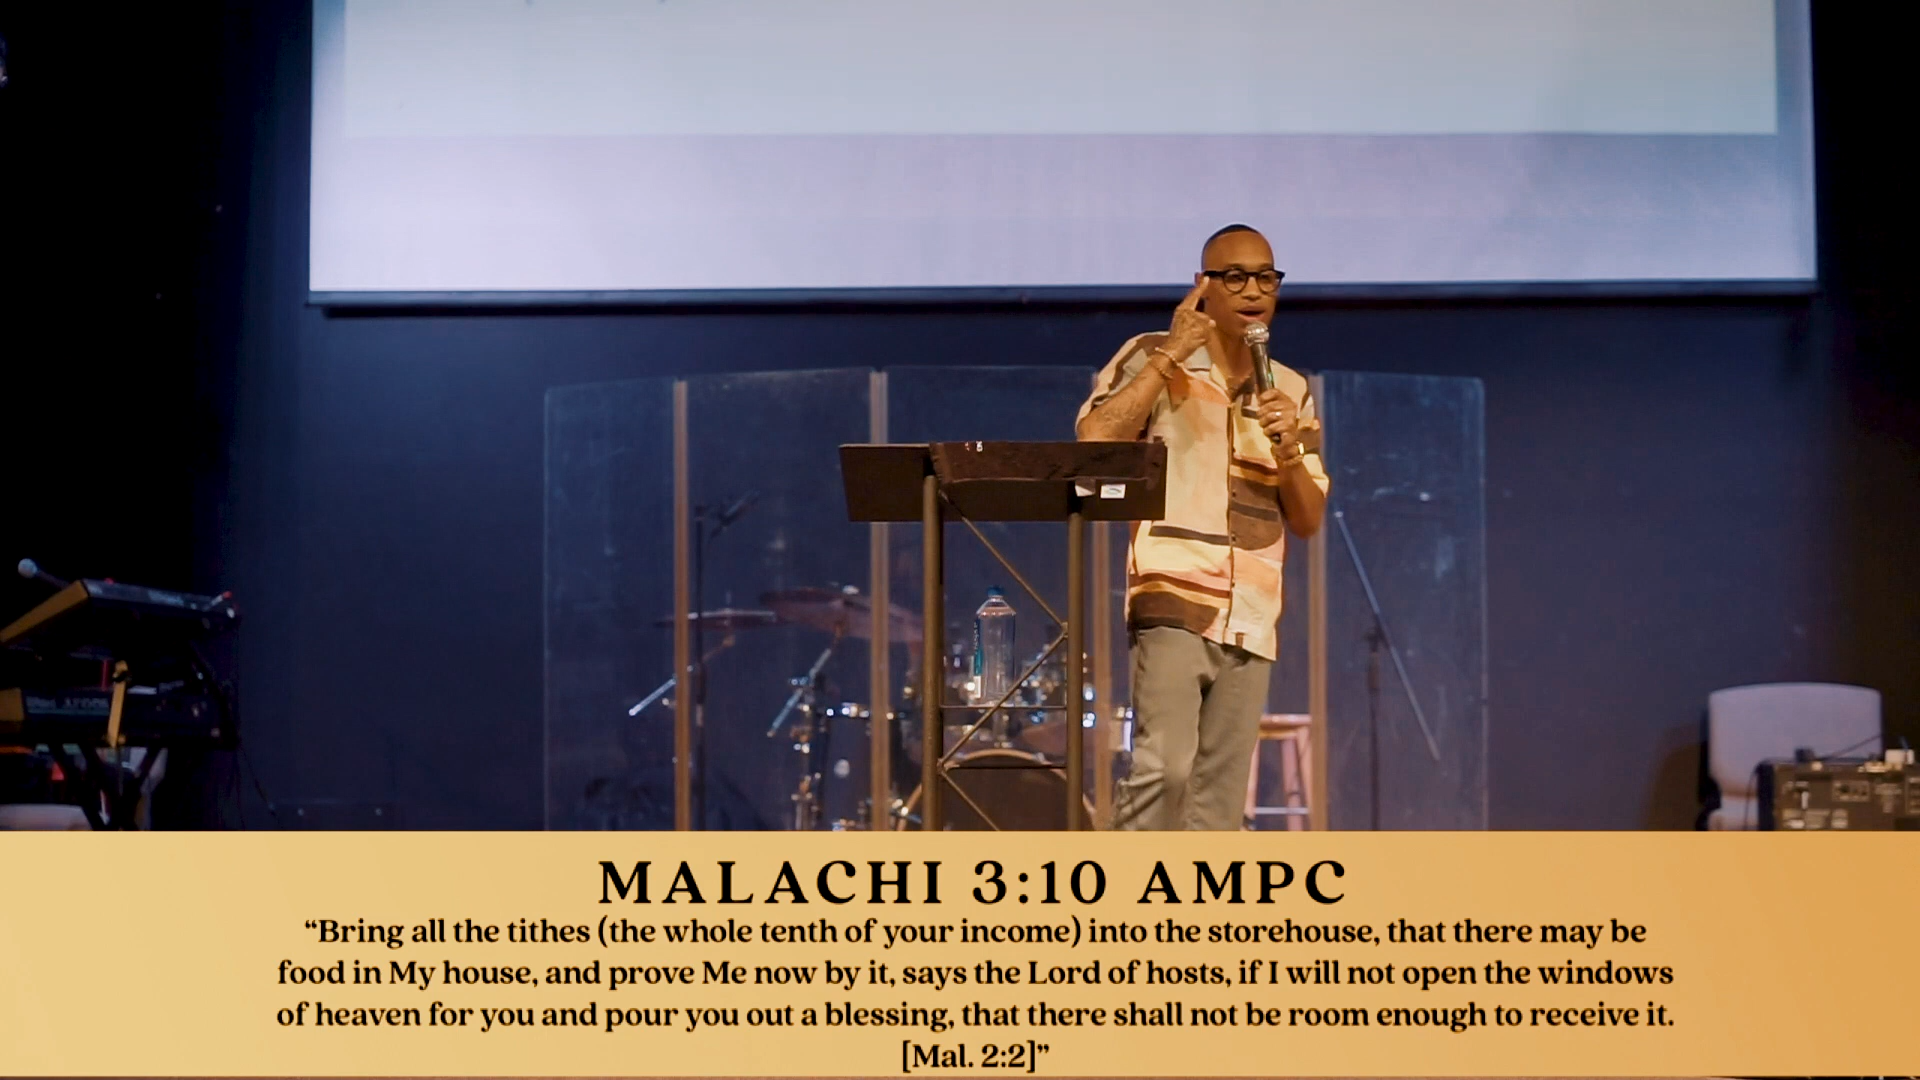 MALACHI 3:10 AMPC
“Bring all the tithes (the whole tenth of your income) into the storehouse, that there may be
food in My house, and prove Me now by it, says the Lord of hosts, if I will not open the windows
of heaven for you and pour you out a blessing, that there shall not be room enough to receive it.
[Mal. 2:2]”